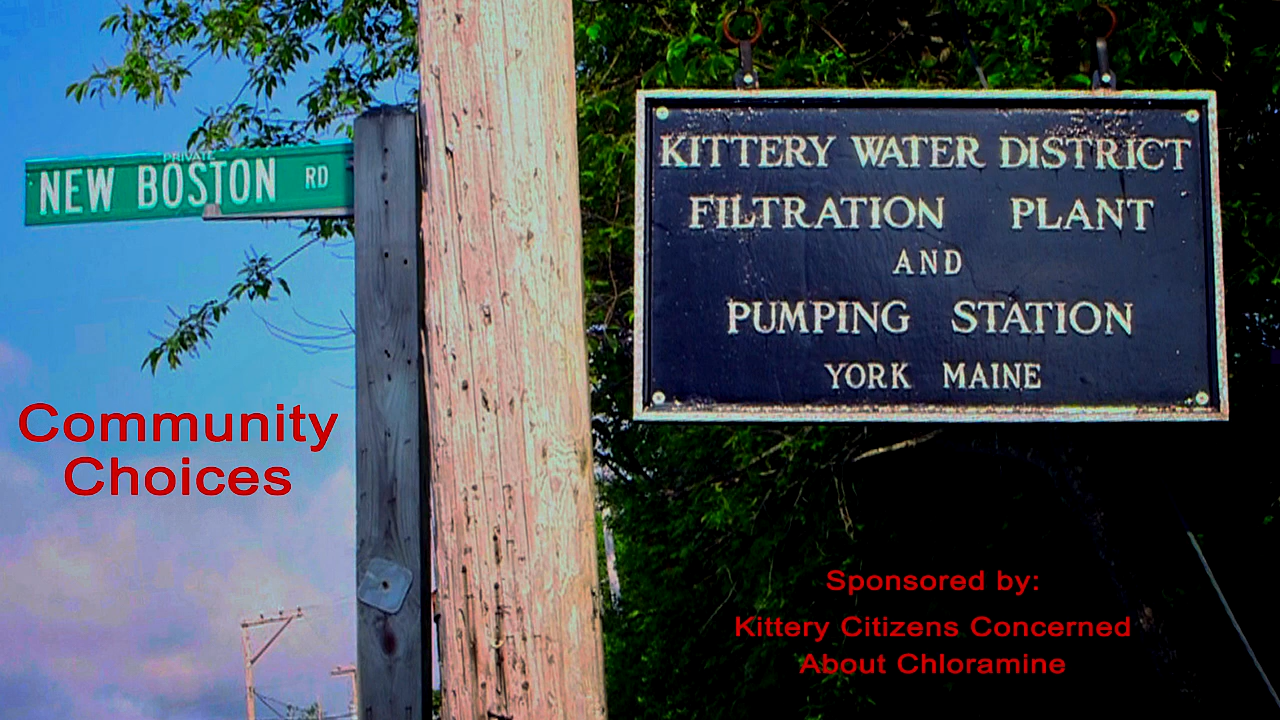 PRIVATE
NEW BOSTON RD
Community
Choices
KITTERY WATER DISTRICT
FILTRATION PLANT
AND
PUMPING STATION
YORK MAINE
Sponsored by:
Kittery Citizens Concerned
About Chloramine